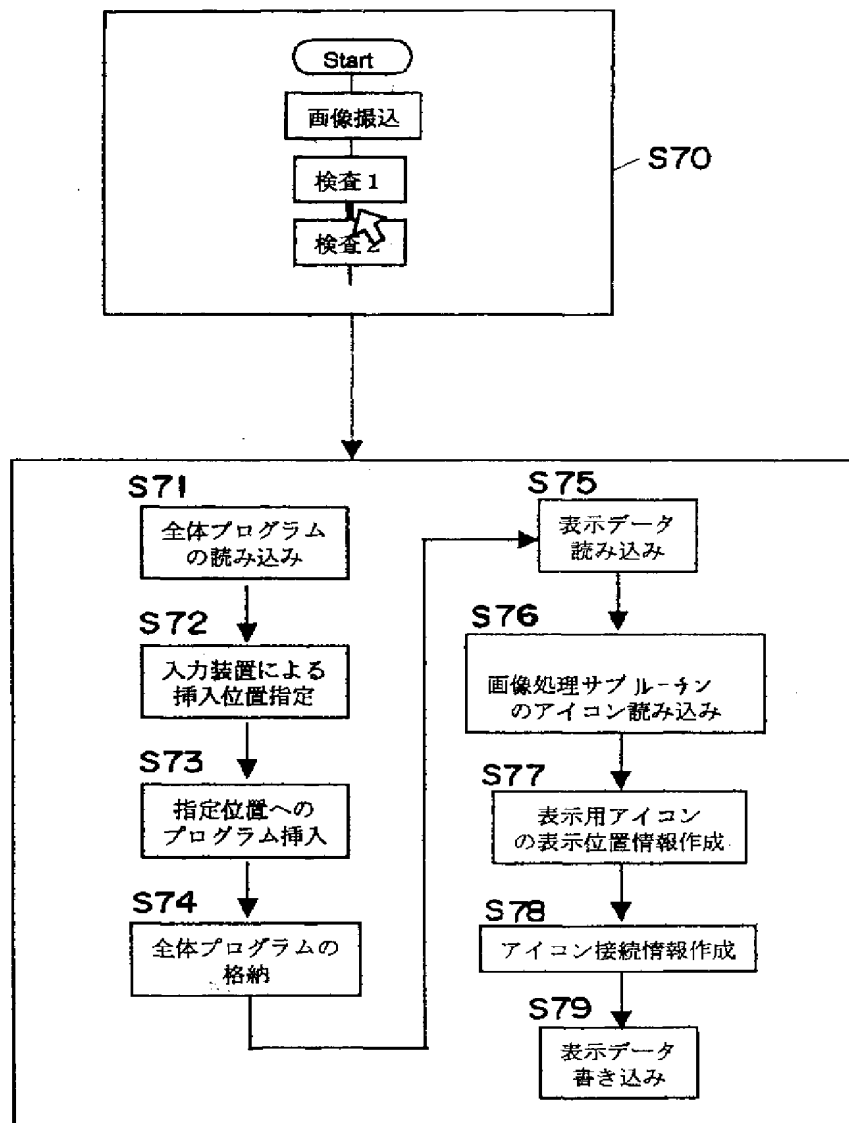 Start
画像撮込
検査1
検査2
S70
S71
全体プログラム
の読み込み
S72
入力装置による
挿入位置指定
S73
指定位置への
プログラム挿入
S74
全体プログラムの
格納
S75
表示データ
読み込み
S76
画像処理サブルーチン
のアイコン読み込み
S77
表示用アイコン
の表示位置情報作成
S78
アイコン接続情報作成
S79
表示データ
書き込み